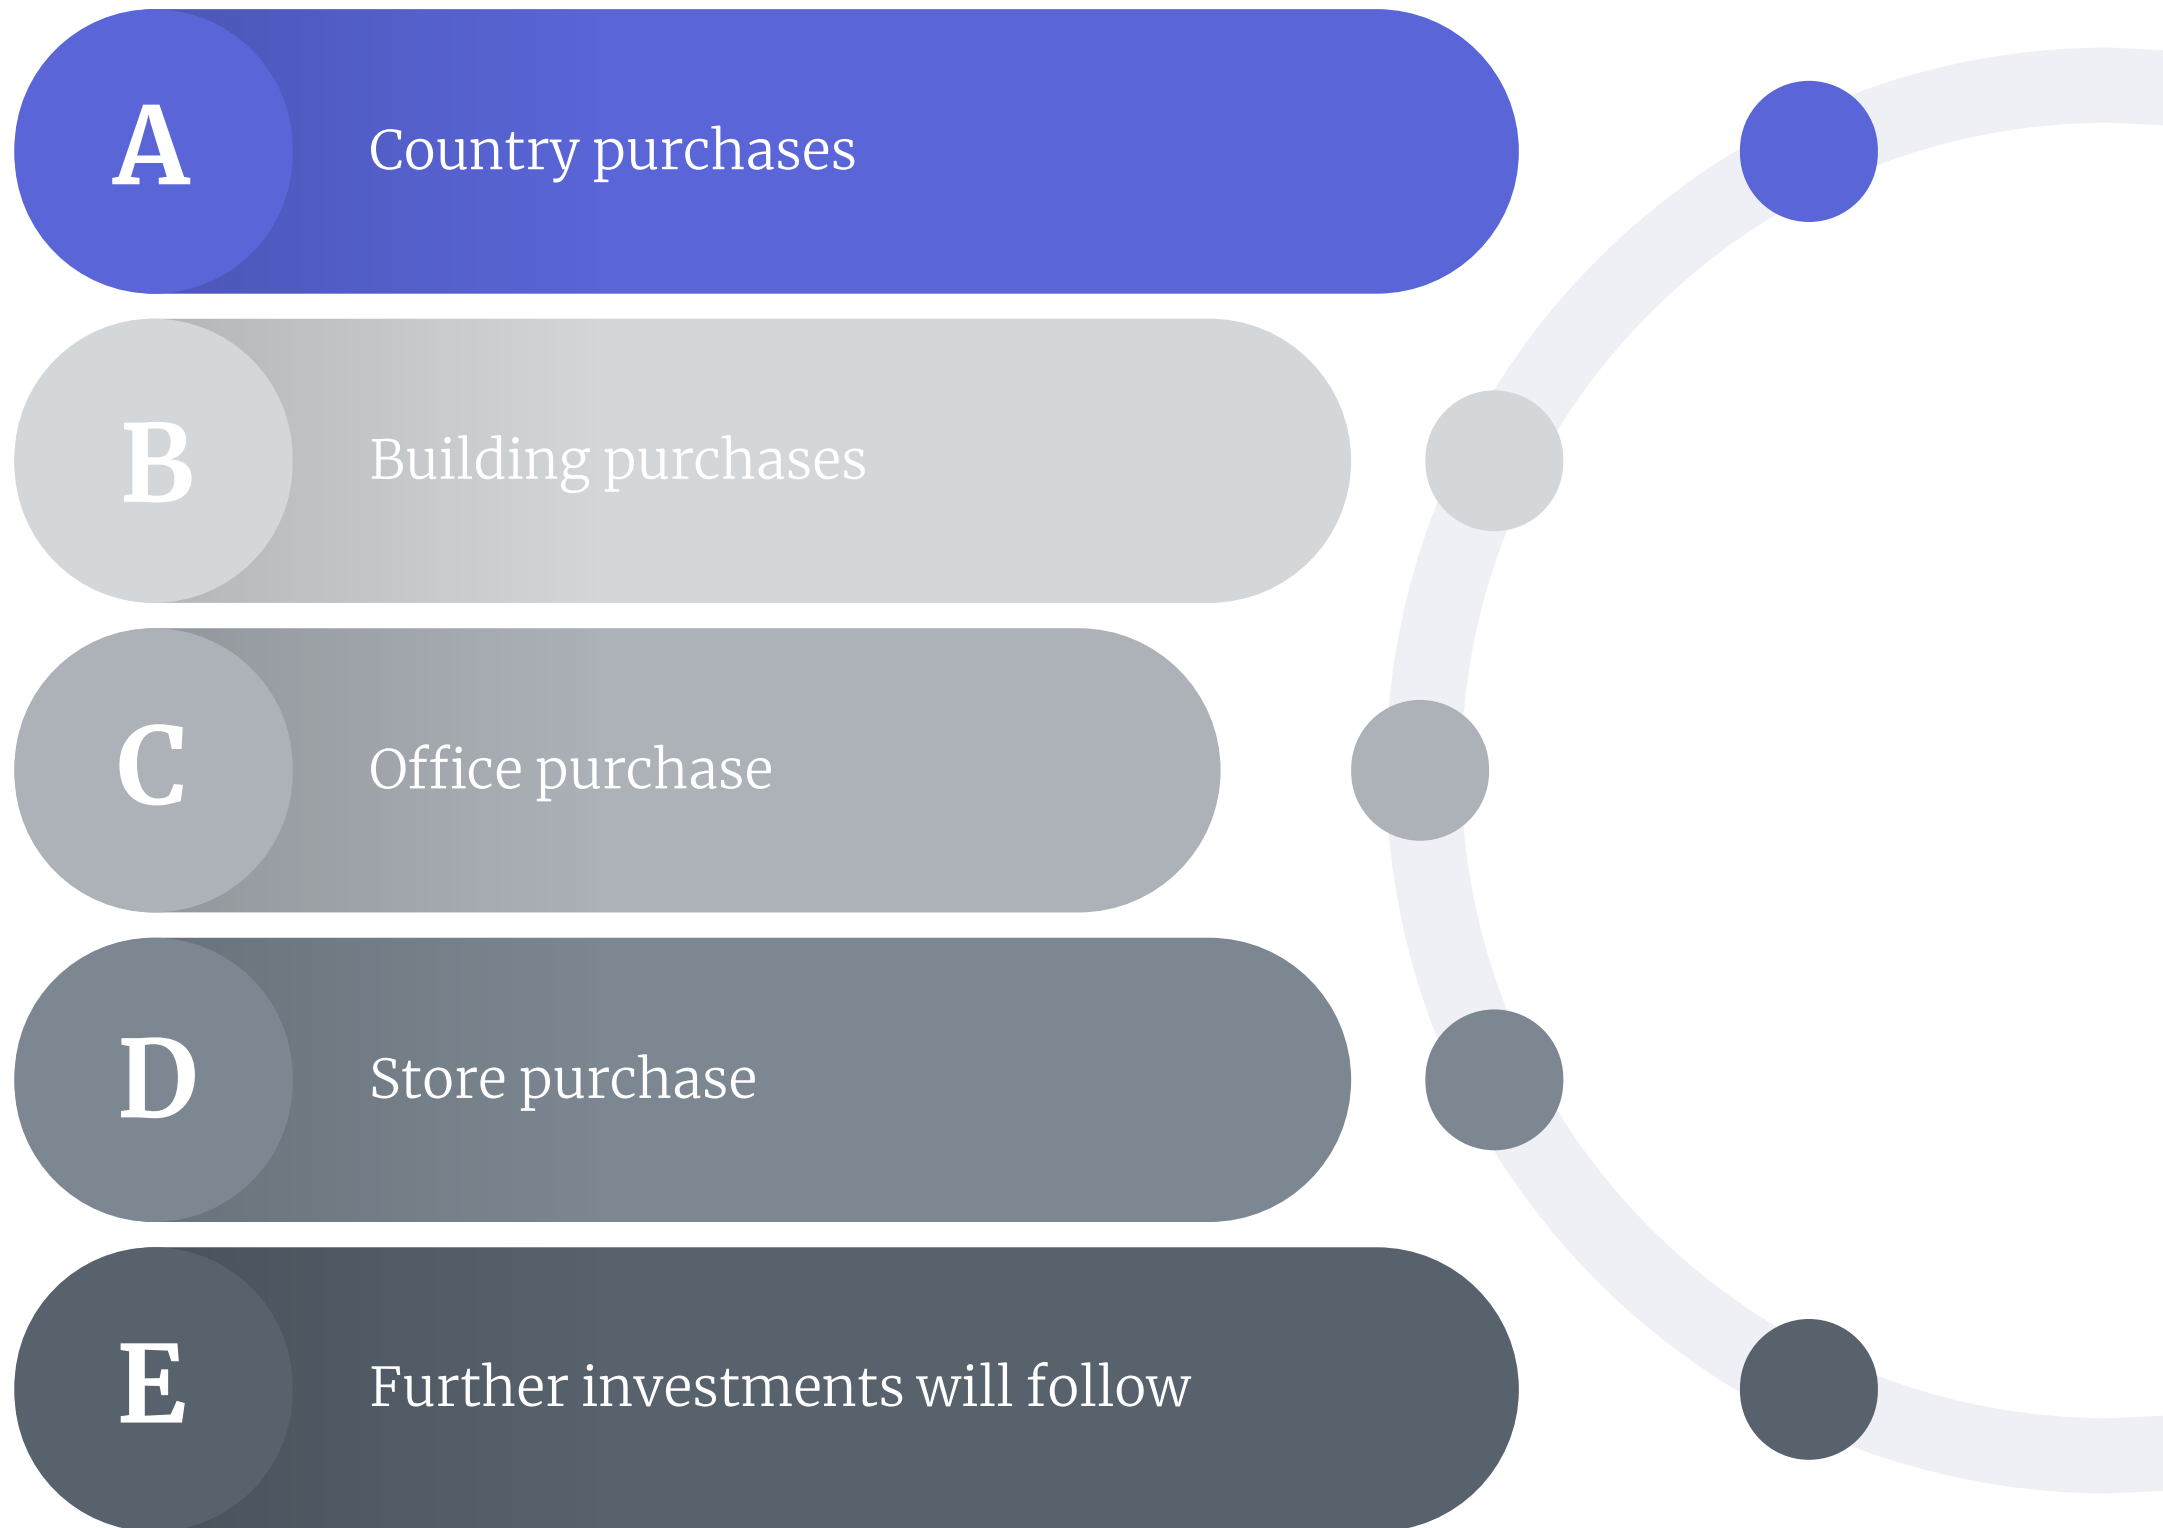 A
Country purchases
B
Building purchases
C
Office purchase
D
Store purchase
E
Further investments will follow